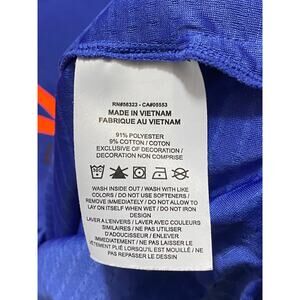 RN#56323 - CA#05553
MADE IN VIETNAM
FABRIQUE AU VIETNAM
91% POLYESTER
9% COTTON / COTON
EXCLUSIVE OF DECORATION /
DECORATION NON COMPRISE
WASH INSIDE OUT / WASH WITH LIKE
COLORS / DO NOT USE SOFTENERS /
REMOVE IMMEDIATELY / DO NOT ALLOW TO
LAY ON ITSELF WHEN WET / DO NOT IRON
DESIGN
LAVER A L'ENVERS / LAVER AVEC COULEURS
SIMILAIRES / NE PAS UTILISER
D'ADOUCISSEUR / ENLEVER
IMMEDIATEMENT / NE PAS LAISSER LE
VETEMENT PLIÉ LORSQU'IL EST MOUILLÉ / NE
PAS REPASSER LE DESSIN